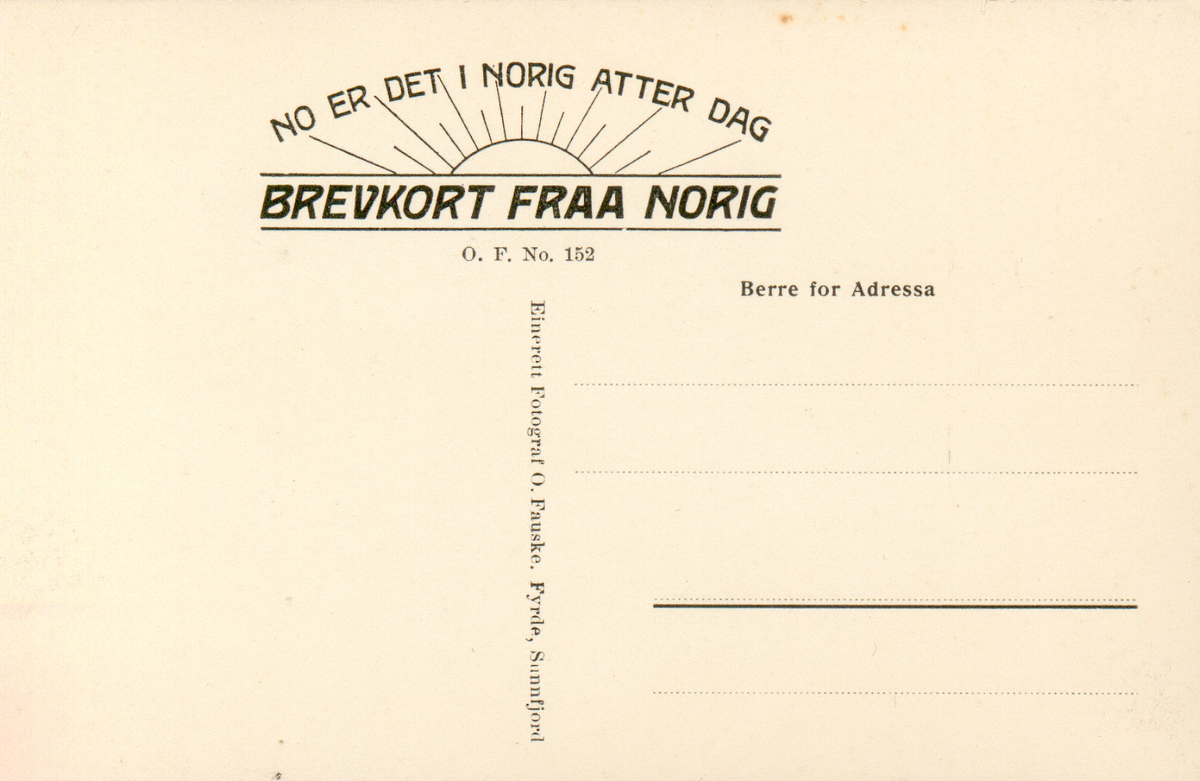 NO ER DET I NORIG ATTER DAG
BREVKORT FRAA NORIG
O. F. No. 152
Berre for Adressa
Einerett Fotograf O. Fauske. Fyrde, Sunnfjord